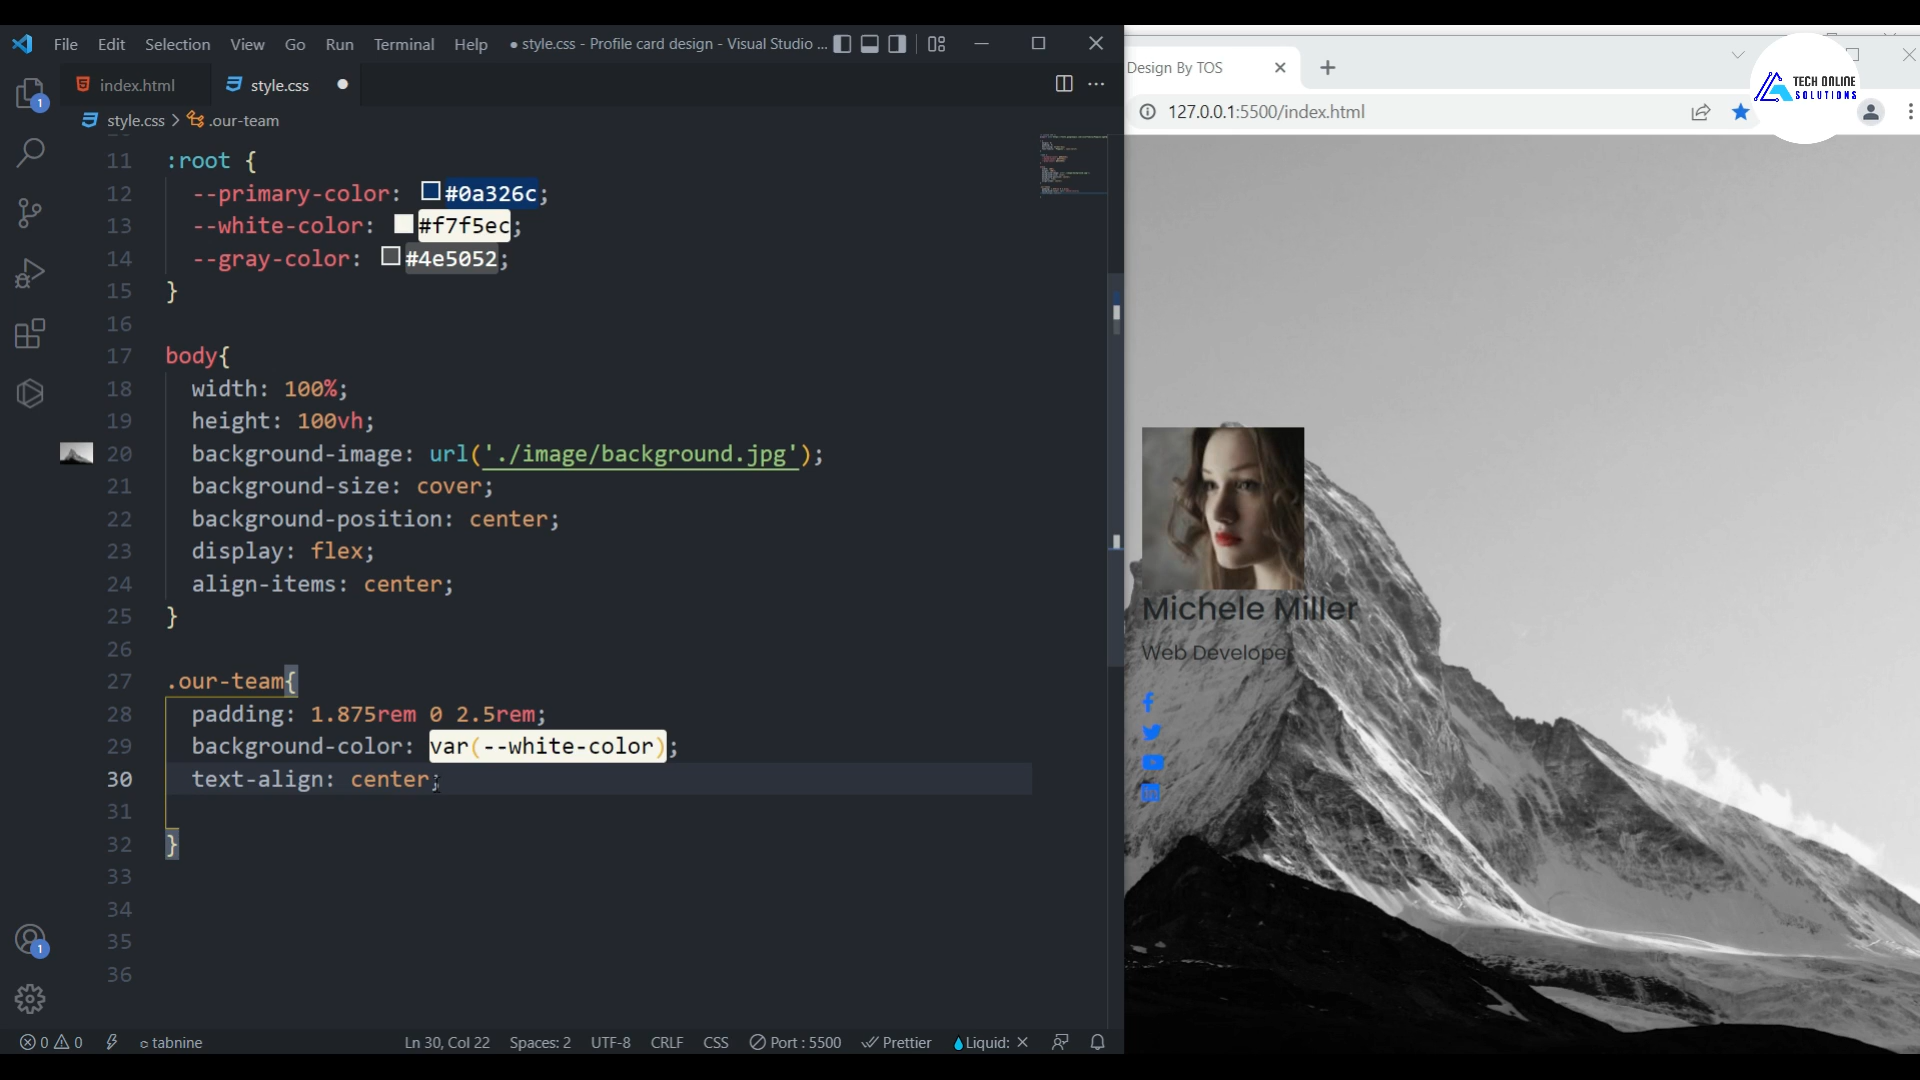 File Edit Selection View Go Run Terminal Help ● style.css - Profile card design - Visual Studio ...
index.html style.css ●
style.css > .our-team
11 :root {
12 --primary-color: #0a326c;
13 --white-color: #f7f5ec;
14 --gray-color: #4e5052;
15 }
16
17 body{
18 width: 100%;
19 height: 100vh;
20 background-image: url('./image/background.jpg');
21 background-size: cover;
22 background-position: center;
23 display: flex;
24 align-items: center;
25 }
26
27 .our-team{
28 padding: 1.875rem 0 2.5rem;
29 background-color: var(--white-color);
30 text-align: center;
31
32 }
33
34
35
36
1
1
0 0 tabnine Ln 30, Col 22 Spaces: 2 UTF-8 CRLF CSS Port : 5500 Prettier Liquid: ✕
Design By TOS
127.0.0.1:5500/index.html
TECH ONLINE
SOLUTIONS
Michele Miller
Web Developer